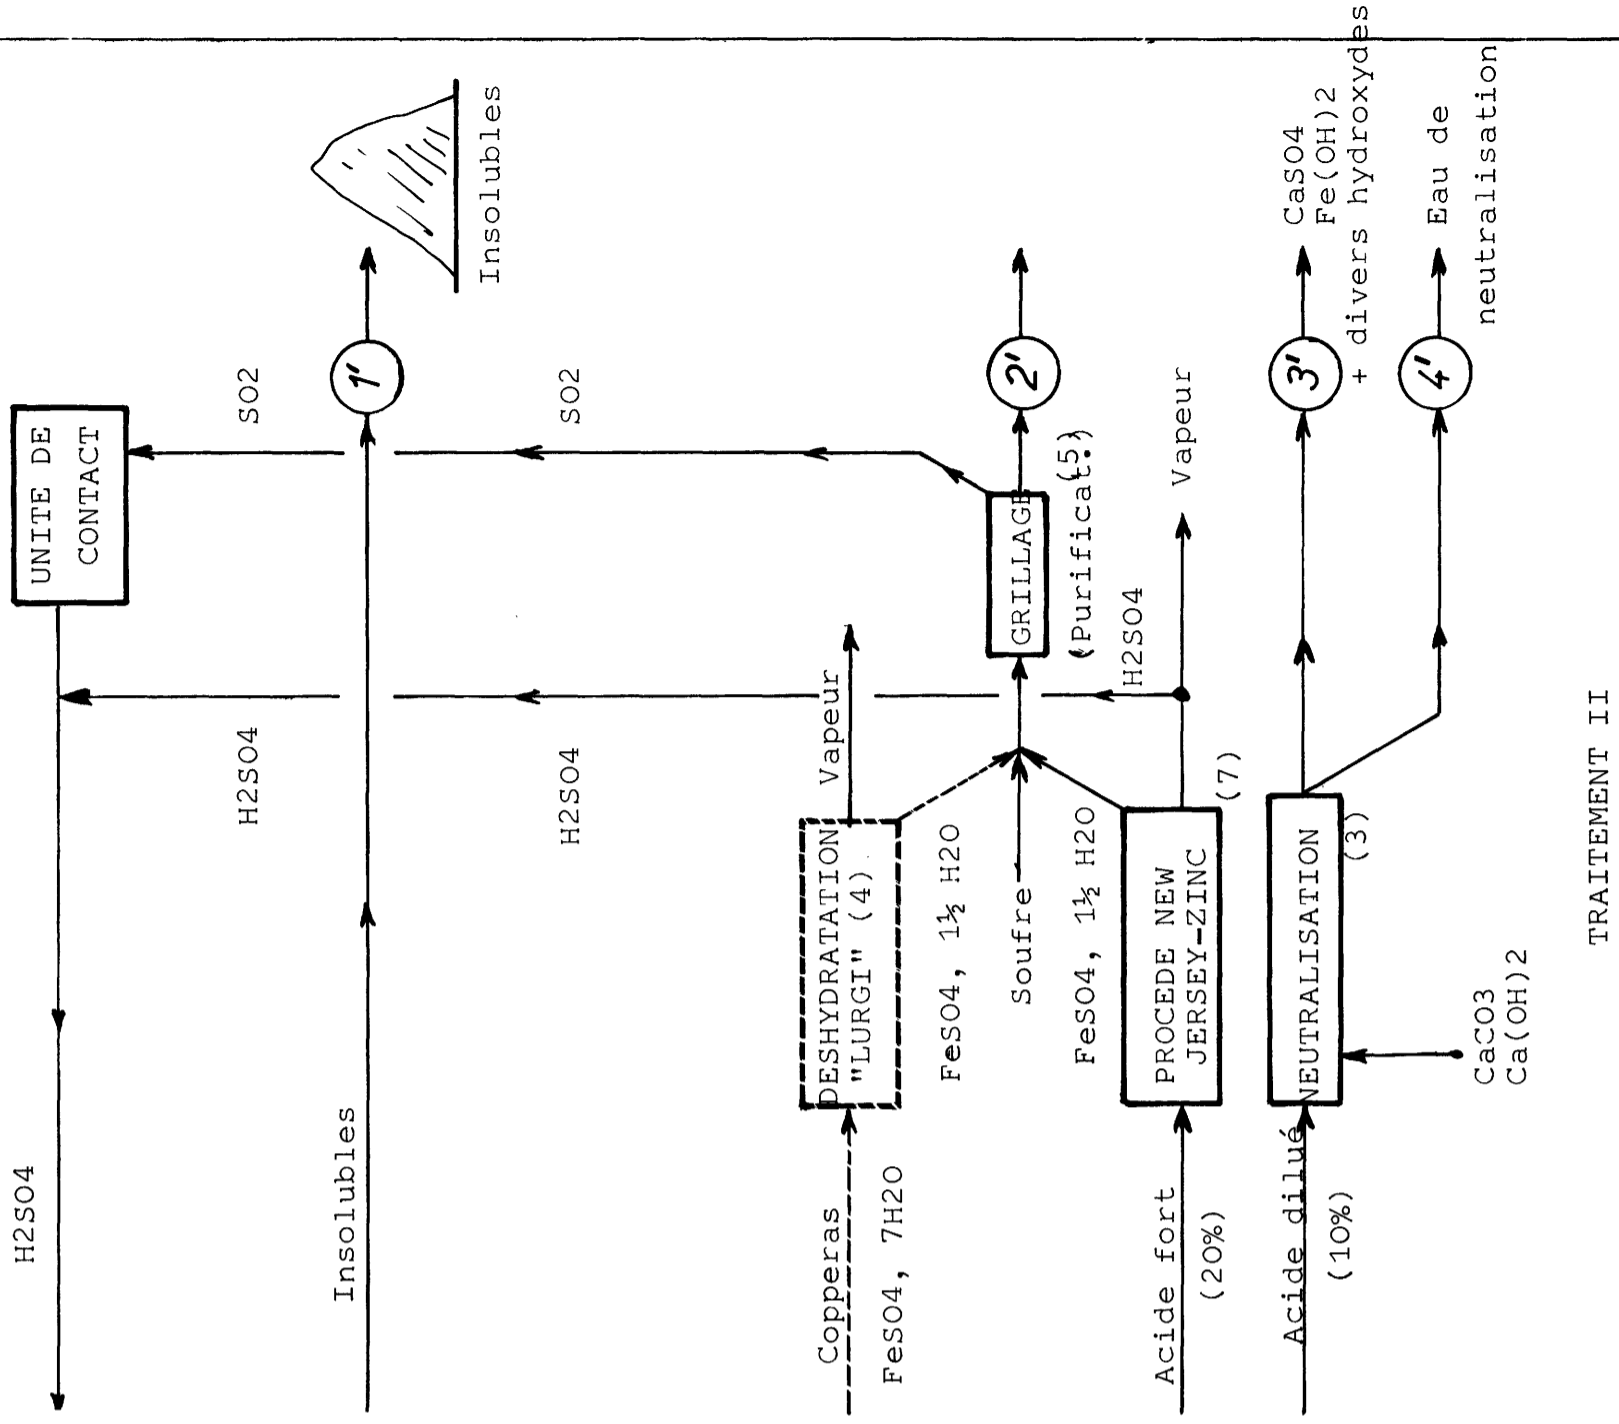 UNITE DE
CONTACT
H2SO4
SO2
H2SO4
1'
Insolubles
Insolubles
SO2
H2SO4
Copperas
FeSO4, 7H2O
DESHYDRATATION
"LURGI" (4)
Vapeur
FeSO4, 1½ H2O
Soufre
GRILLAGE
(5)
(Purificat.)
2'
FeSO4, 1½ H2O
H2SO4
Acide fort
(20%)
PROCEDE NEW
JERSEY-ZINC
(7)
Vapeur
Acide dilué
(10%)
NEUTRALISATION
(3)
CaCO3
Ca(OH)2
3'
CaSO4
Fe(OH)2
+ divers hydroxydes
4'
Eau de
neutralisation
TRAITEMENT II